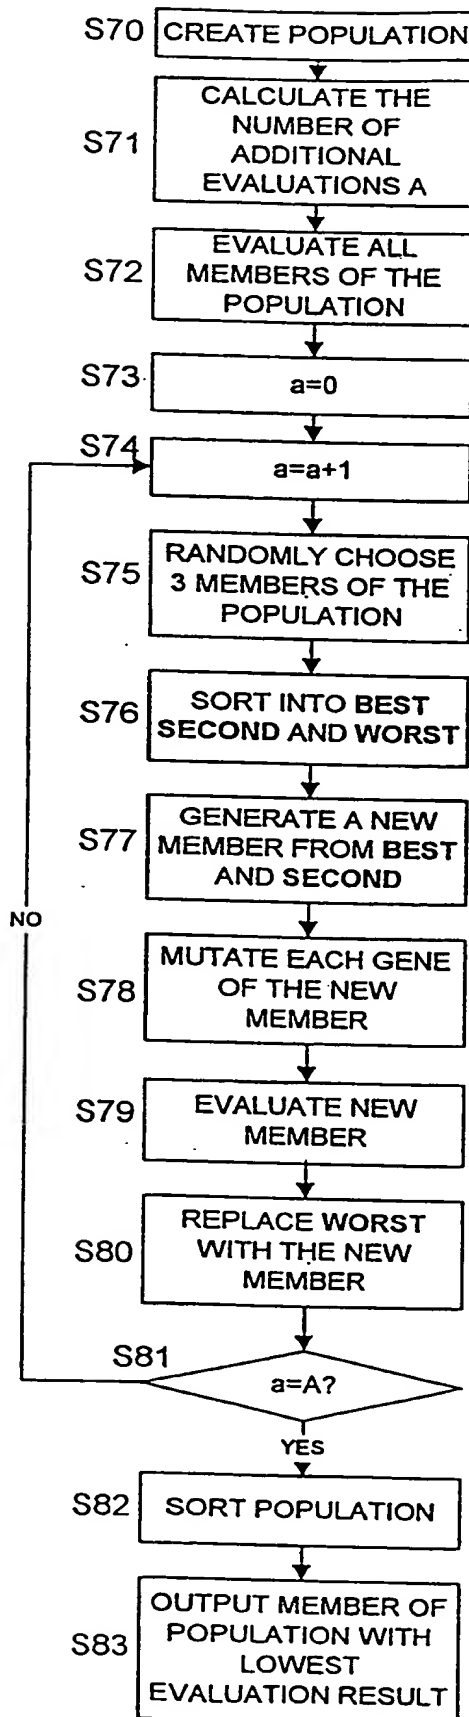 S70 CREATE POPULATION
S71
CALCULATE THE
NUMBER OF
ADDITIONAL
EVALUATIONS A
S72
EVALUATE ALL
MEMBERS OF THE
POPULATION
S73
a=0
S74
a=a+1
S75
RANDOMLY CHOOSE
3 MEMBERS OF THE
POPULATION
S76
SORT INTO BEST
SECOND AND WORST
S77
GENERATE A NEW
MEMBER FROM BEST
AND SECOND
NO
S78
MUTATE EACH GENE
OF THE NEW
MEMBER
S79
EVALUATE NEW
MEMBER
S80
REPLACE WORST
WITH THE NEW
MEMBER
S81
a=A?
YES
S82
SORT POPULATION
S83
OUTPUT MEMBER OF
POPULATION WITH
LOWEST
EVALUATION RESULT